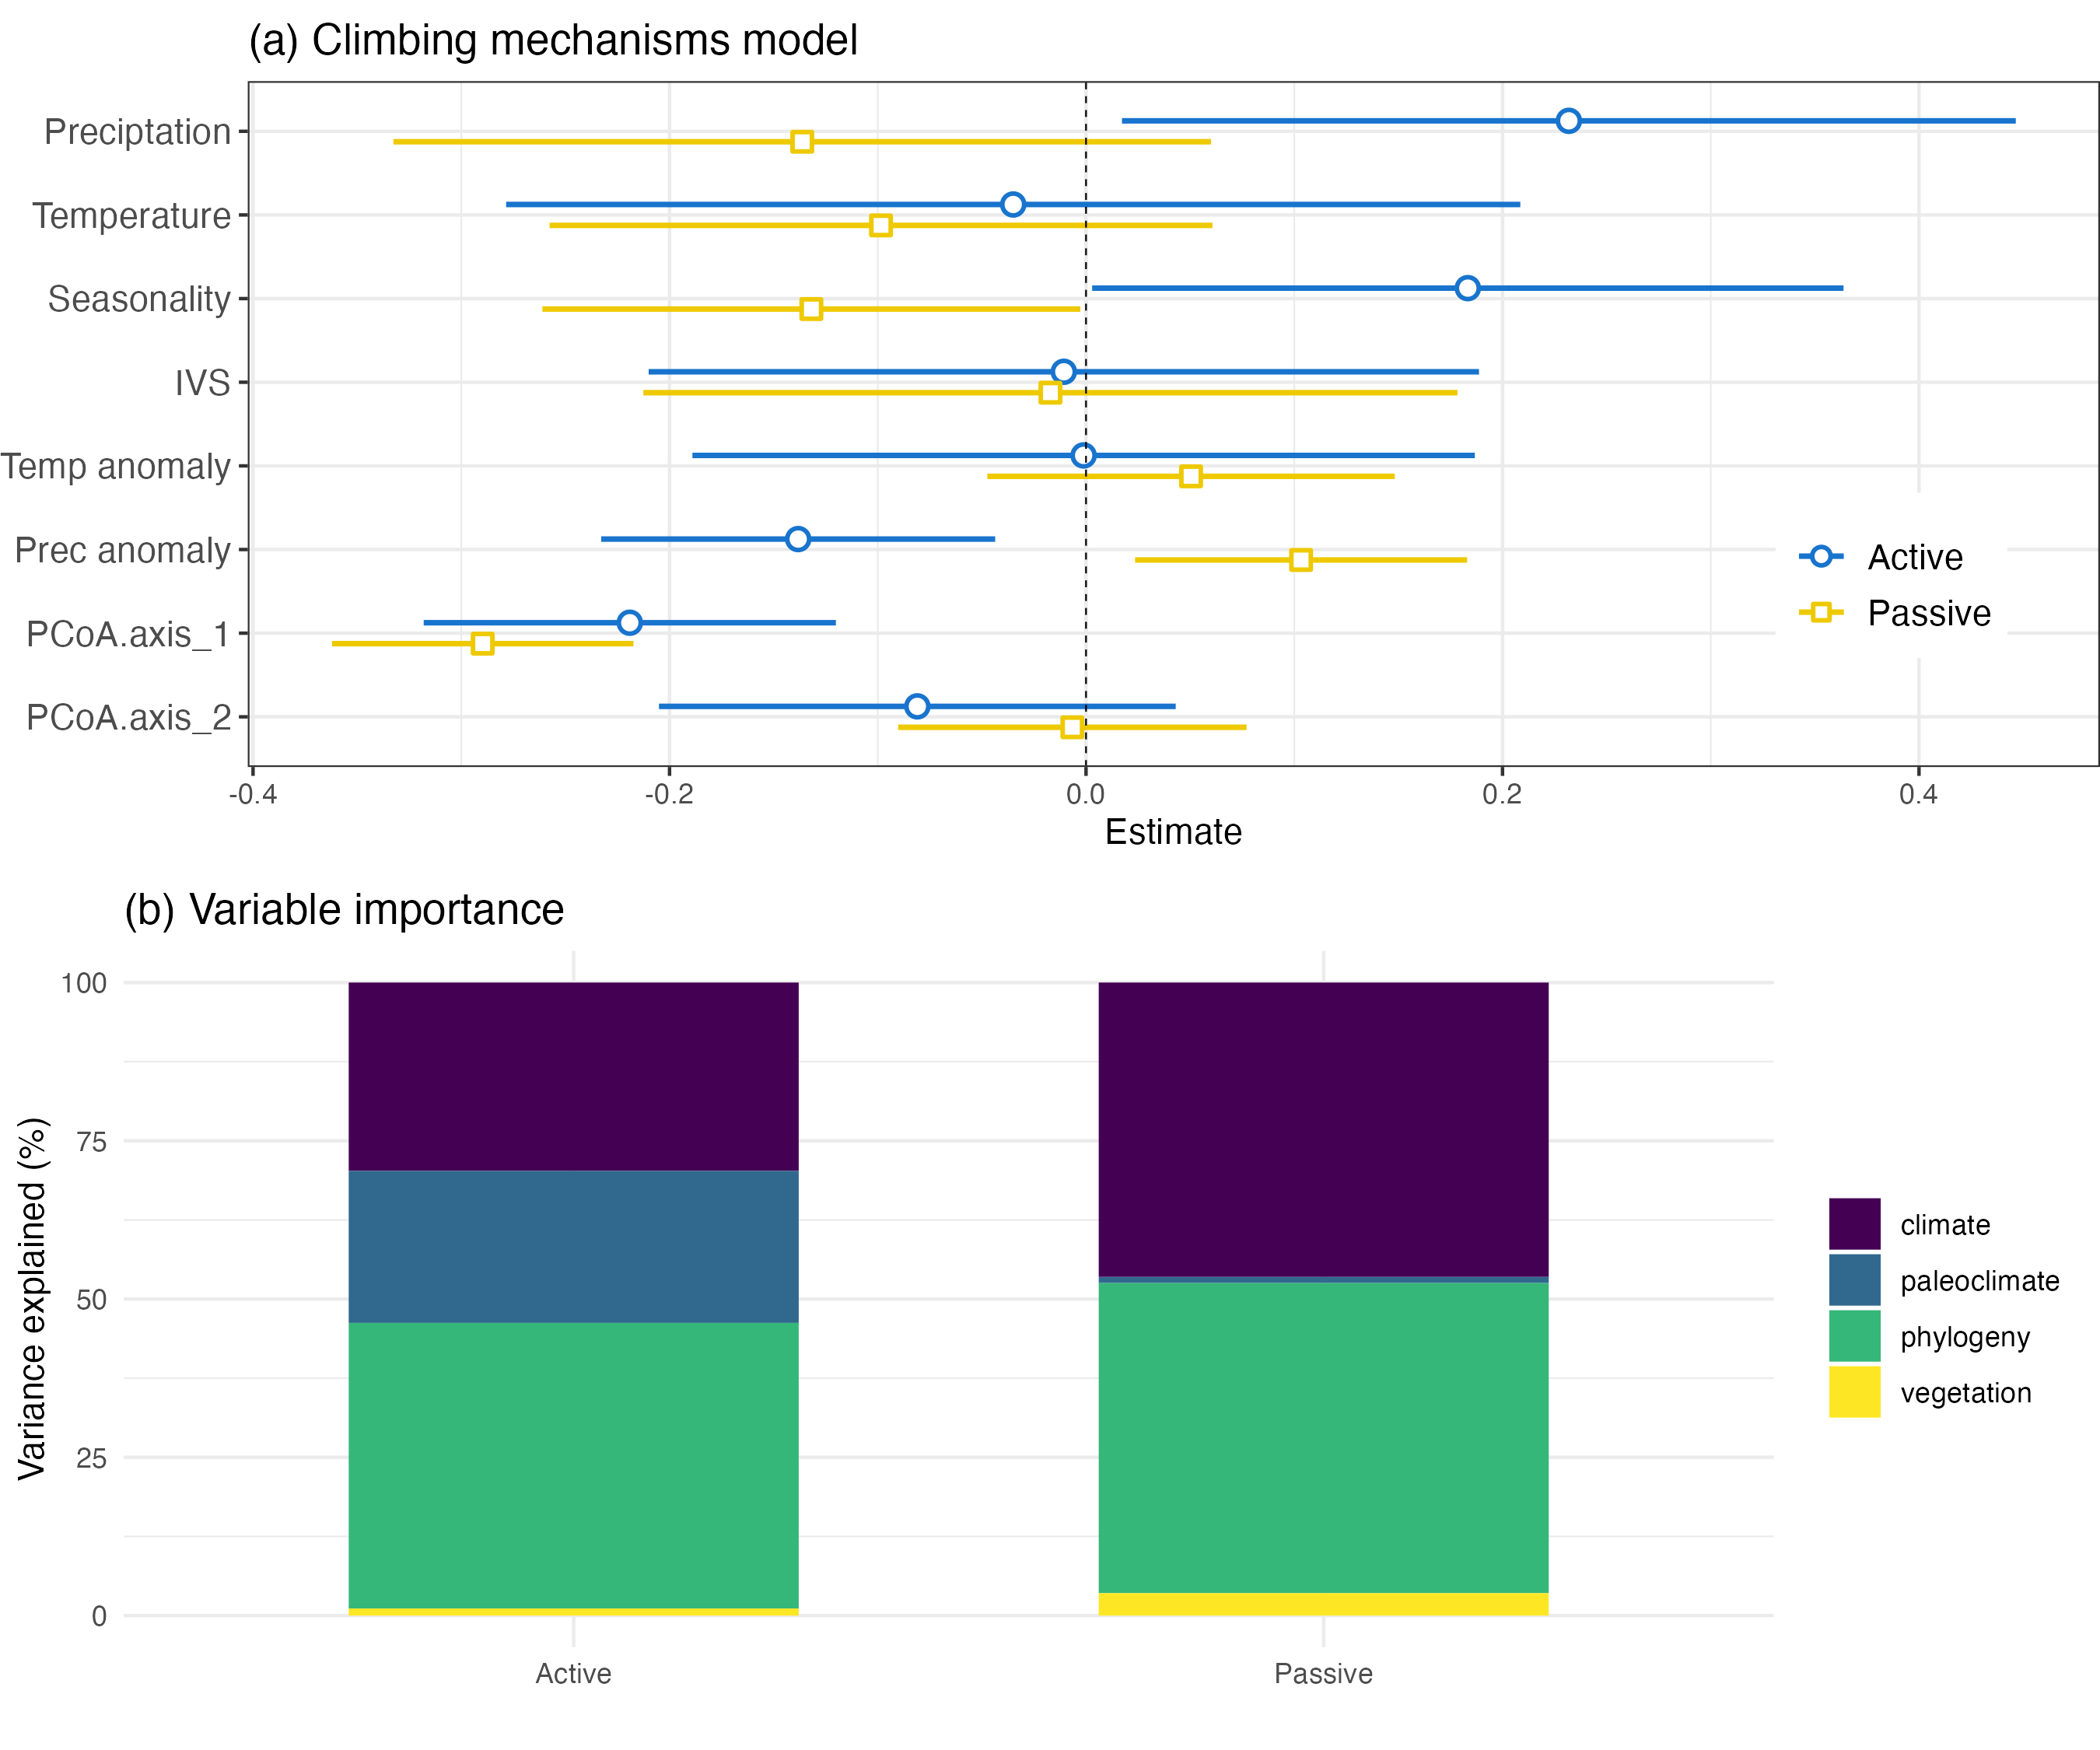 (a) Climbing mechanisms model
Preciptation
Temperature
Seasonality
IVS
Temp anomaly
Prec anomaly
PCoA.axis_1
PCoA.axis_2
Active
Passive
-0.4 -0.2 0.0 0.2 0.4
Estimate
(b) Variable importance
Variance explained (%)
100
75
50
25
0
Active Passive
climate
paleoclimate
phylogeny
vegetation